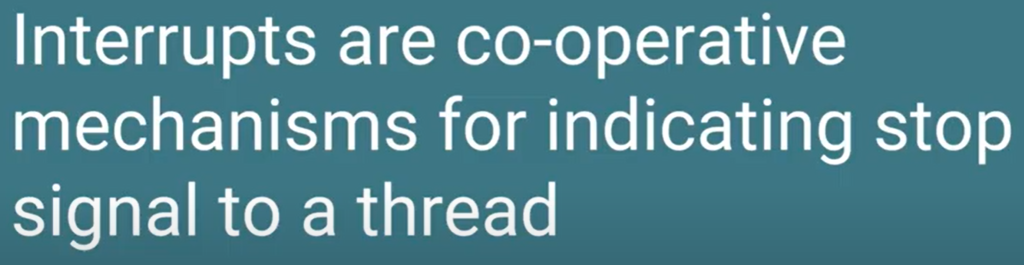 Interrupts are co-operative
mechanisms for indicating stop
signal to a thread